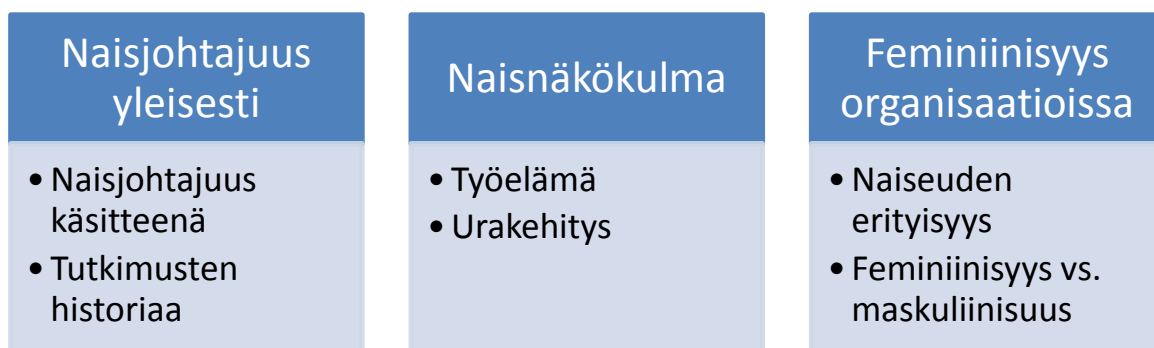 Naisjohtajuus
yleisesti
• Naisjohtajuus
käsitteenä
• Tutkimusten
historiaa
Naisnäkökulma
• Työelämä
• Urakehitys
Feminiinisyys
organisaatioissa
• Naiseuden
erityisyys
• Feminiinisyys vs.
maskuliinisuus